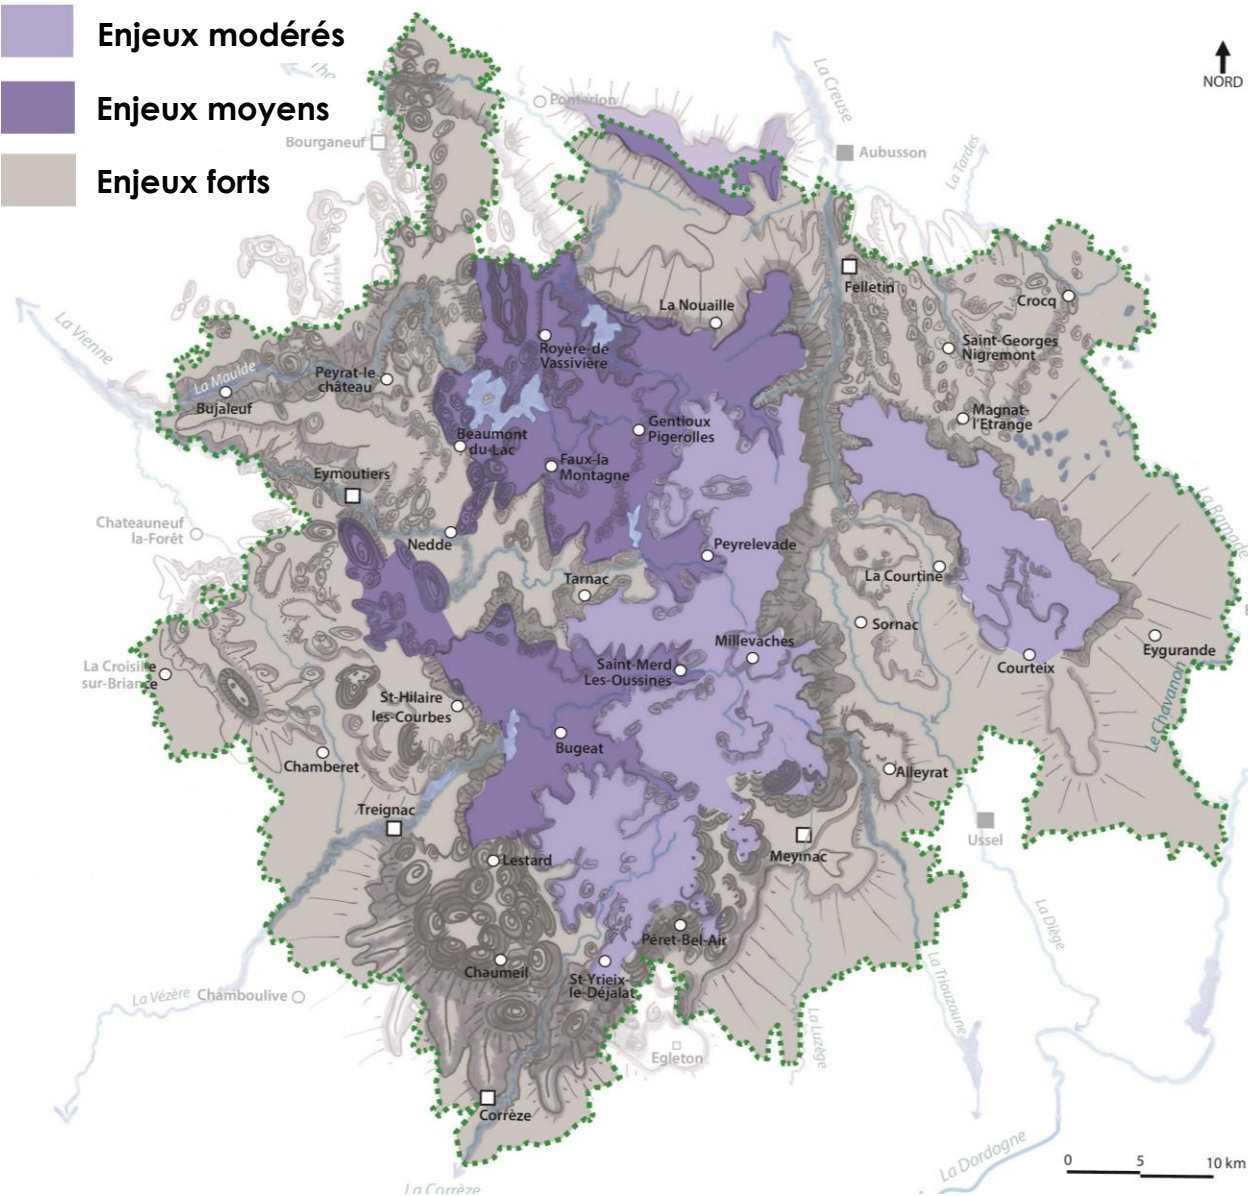 Enjeux modérés
Enjeux moyens
Enjeux forts
NORD
Pontarion
Bourganeuf
La Creuse
Aubusson
La Tardes
Felletin
Crocq
La Nouaille
Saint-Georges
Nigremont
La Vienne
Royère-de
Vassivière
La Maulde
Peyrat-le
château
Bujaleuf
Magnat-
l'Etrange
Gentioux
Pigerolles
Beaumont
du-Lac
Faux-la
Montagne
Eymoutiers
Chateauneuf
la-Forêt
La Ramade
Nedde
Peyrelevade
La Courtine
Tarnac
Sornac
Millevaches
Eygurande
Saint-Merd
Les-Oussines
Courteix
La Croisille
sur-Briance
St-Hilaire
les-Courbes
Le Chavanon
Bugeat
Chamberet
Alleyrat
Treignac
Ussel
Meymac
Lestard
La Diège
Péret-Bel-Air
Chaumeil
St-Yrieix-
le-Déjalat
La Triouzoune
La Vézère
Chamboulive
La Luzège
Egleton
Corrèze
La Dordogne
0 5 10 km
La Corrèze